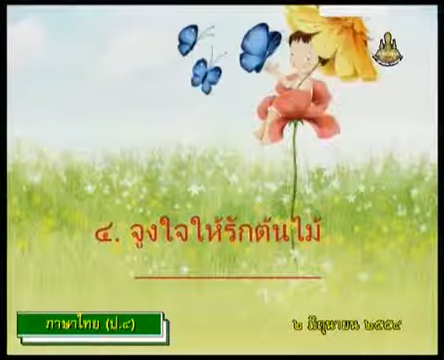 ๔. จูงใจให้รักต้นไม้
ภาษาไทย (ป.๔)
๒ มิถุนายน ๒๕๕๔